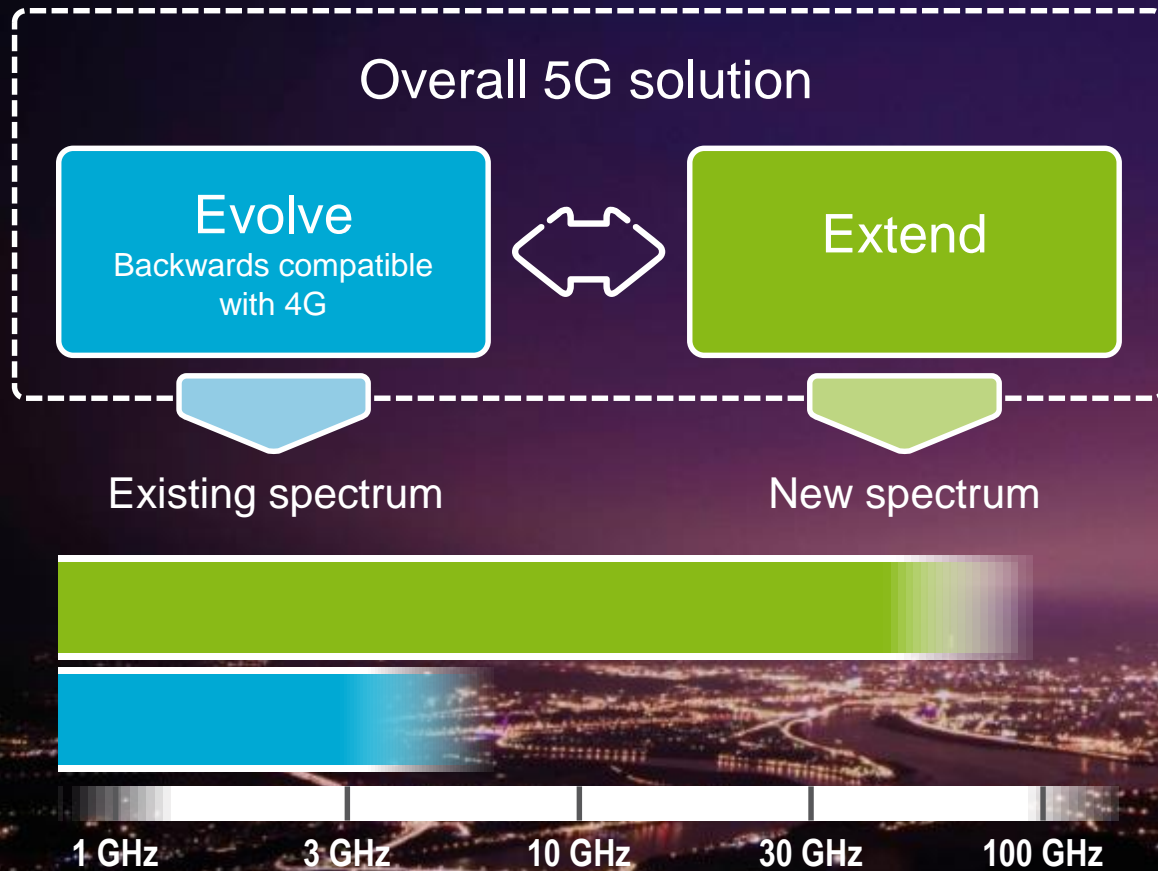 Overall 5G solution
Evolve
Backwards compatible
with 4G
Extend
Existing spectrum
New spectrum
1 GHz 3 GHz 10 GHz 30 GHz 100 GHz